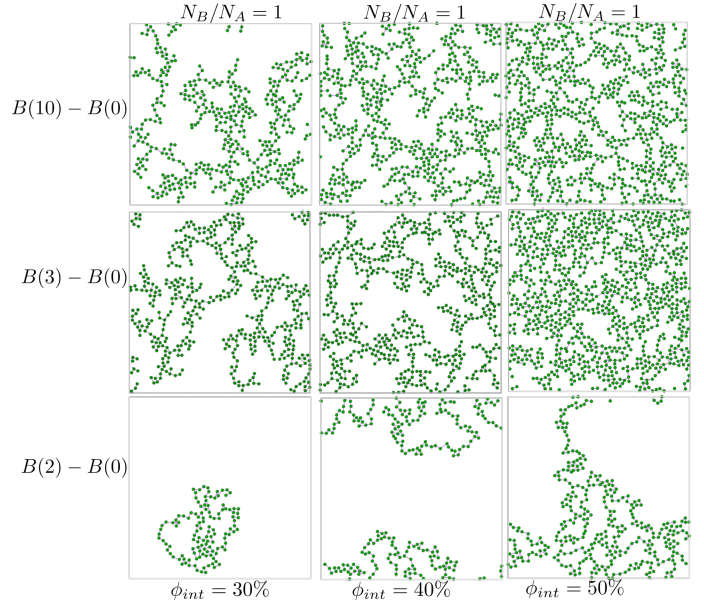 N_B/N_A = 1 N_B/N_A = 1 N_B/N_A = 1
B(10) − B(0)
B(3) − B(0)
B(2) − B(0)
ϕ_int = 30% ϕ_int = 40% ϕ_int = 50%